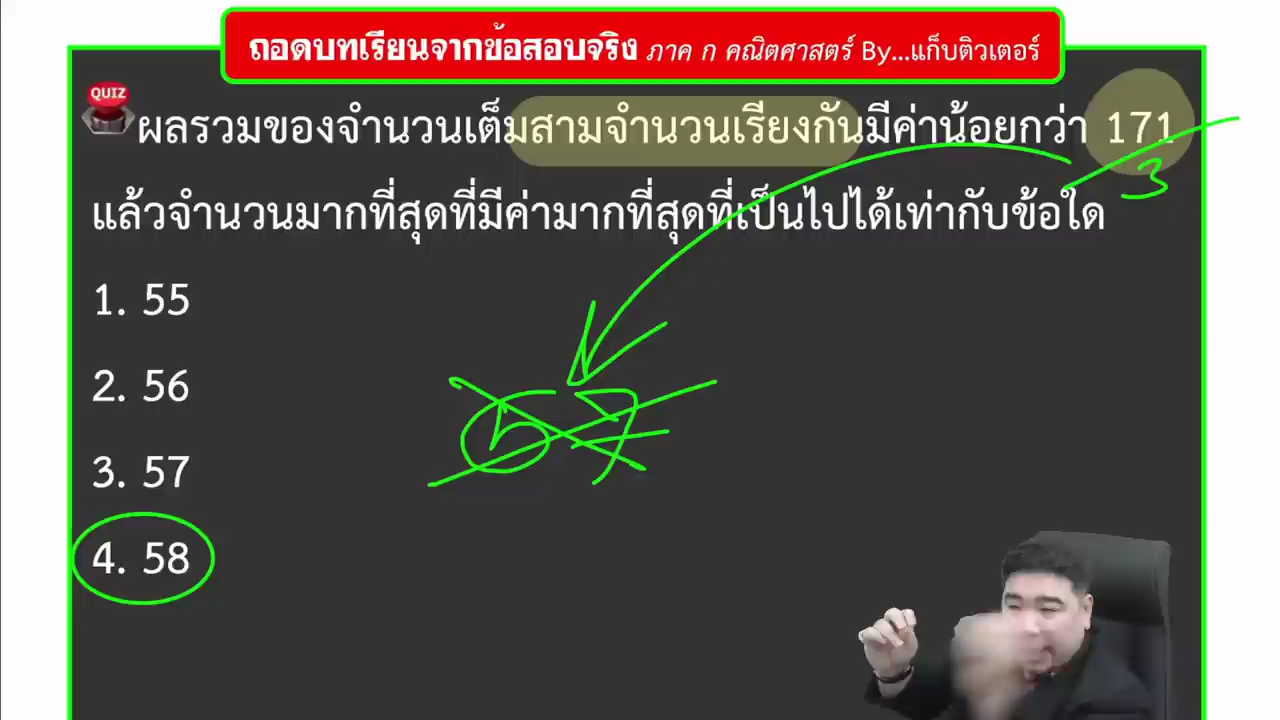 ถอดบทเรียนจากข้อสอบจริง ภาค ก คณิตศาสตร์ By...แก็บติวเตอร์
QUIZ
ผลรวมของจำนวนเต็มสามจำนวนเรียงกันมีค่าน้อยกว่า 171
3
แล้วจำนวนมากที่สุดที่มีค่ามากที่สุดที่เป็นไปได้เท่ากับข้อใด
1. 55
2. 56
3. 57
57
4. 58